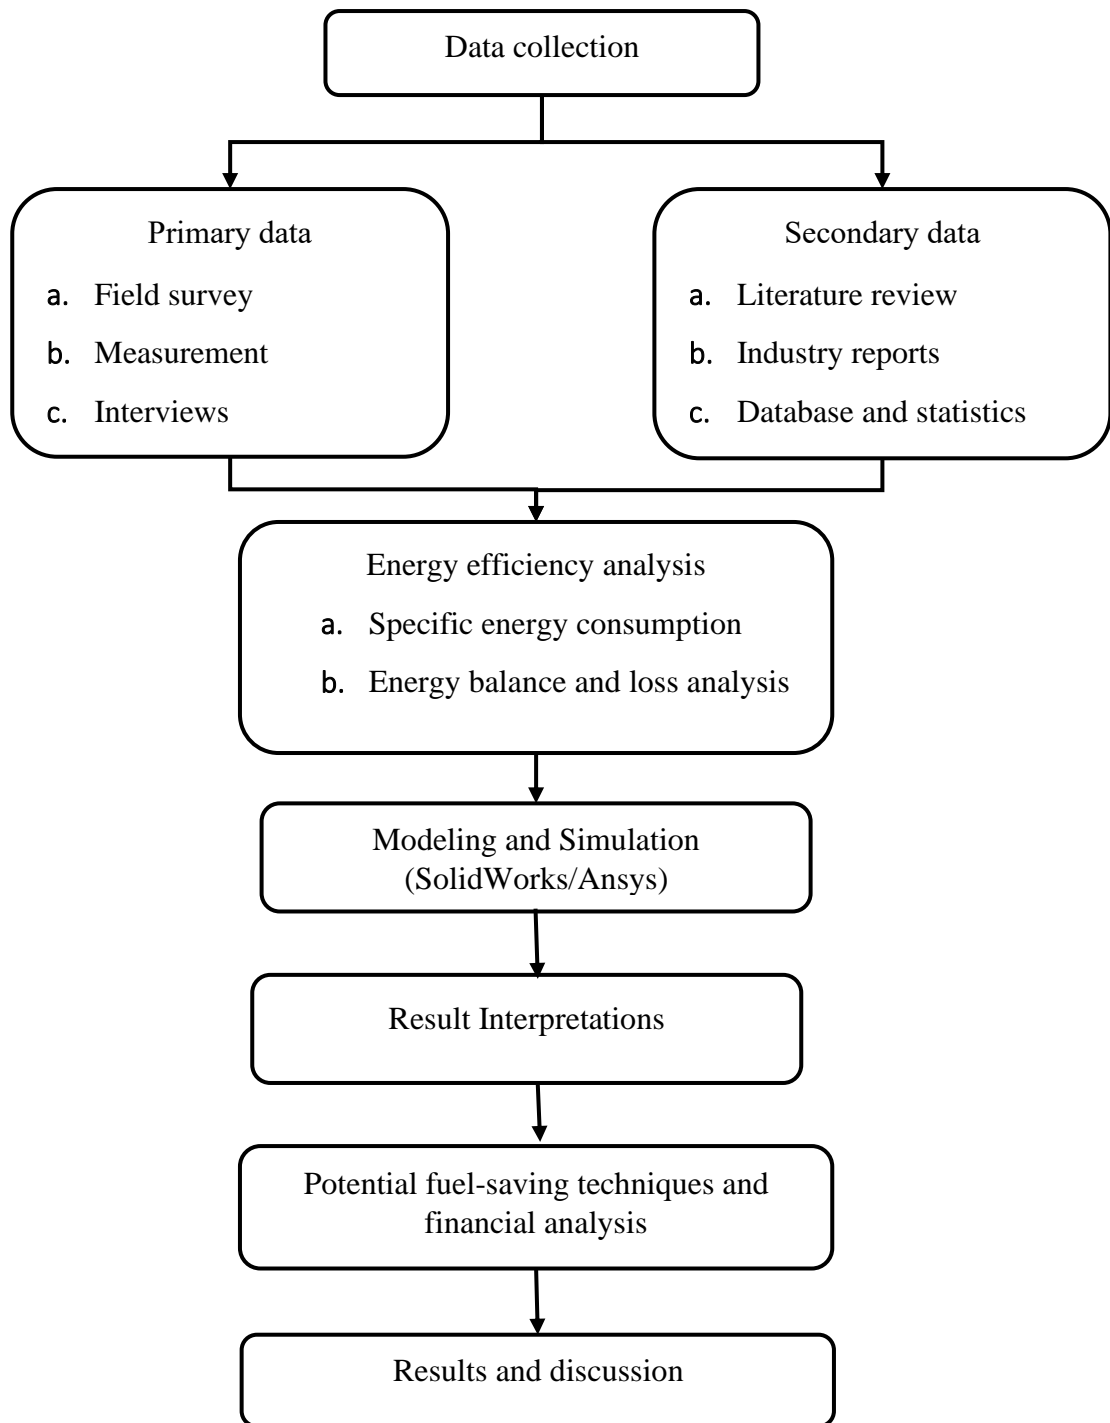 Data collection
Primary data
a. Field survey
b. Measurement
c. Interviews
Secondary data
a. Literature review
b. Industry reports
c. Database and statistics
Energy efficiency analysis
a. Specific energy consumption
b. Energy balance and loss analysis
Modeling and Simulation
(SolidWorks/Ansys)
Result Interpretations
Potential fuel-saving techniques and
financial analysis
Results and discussion